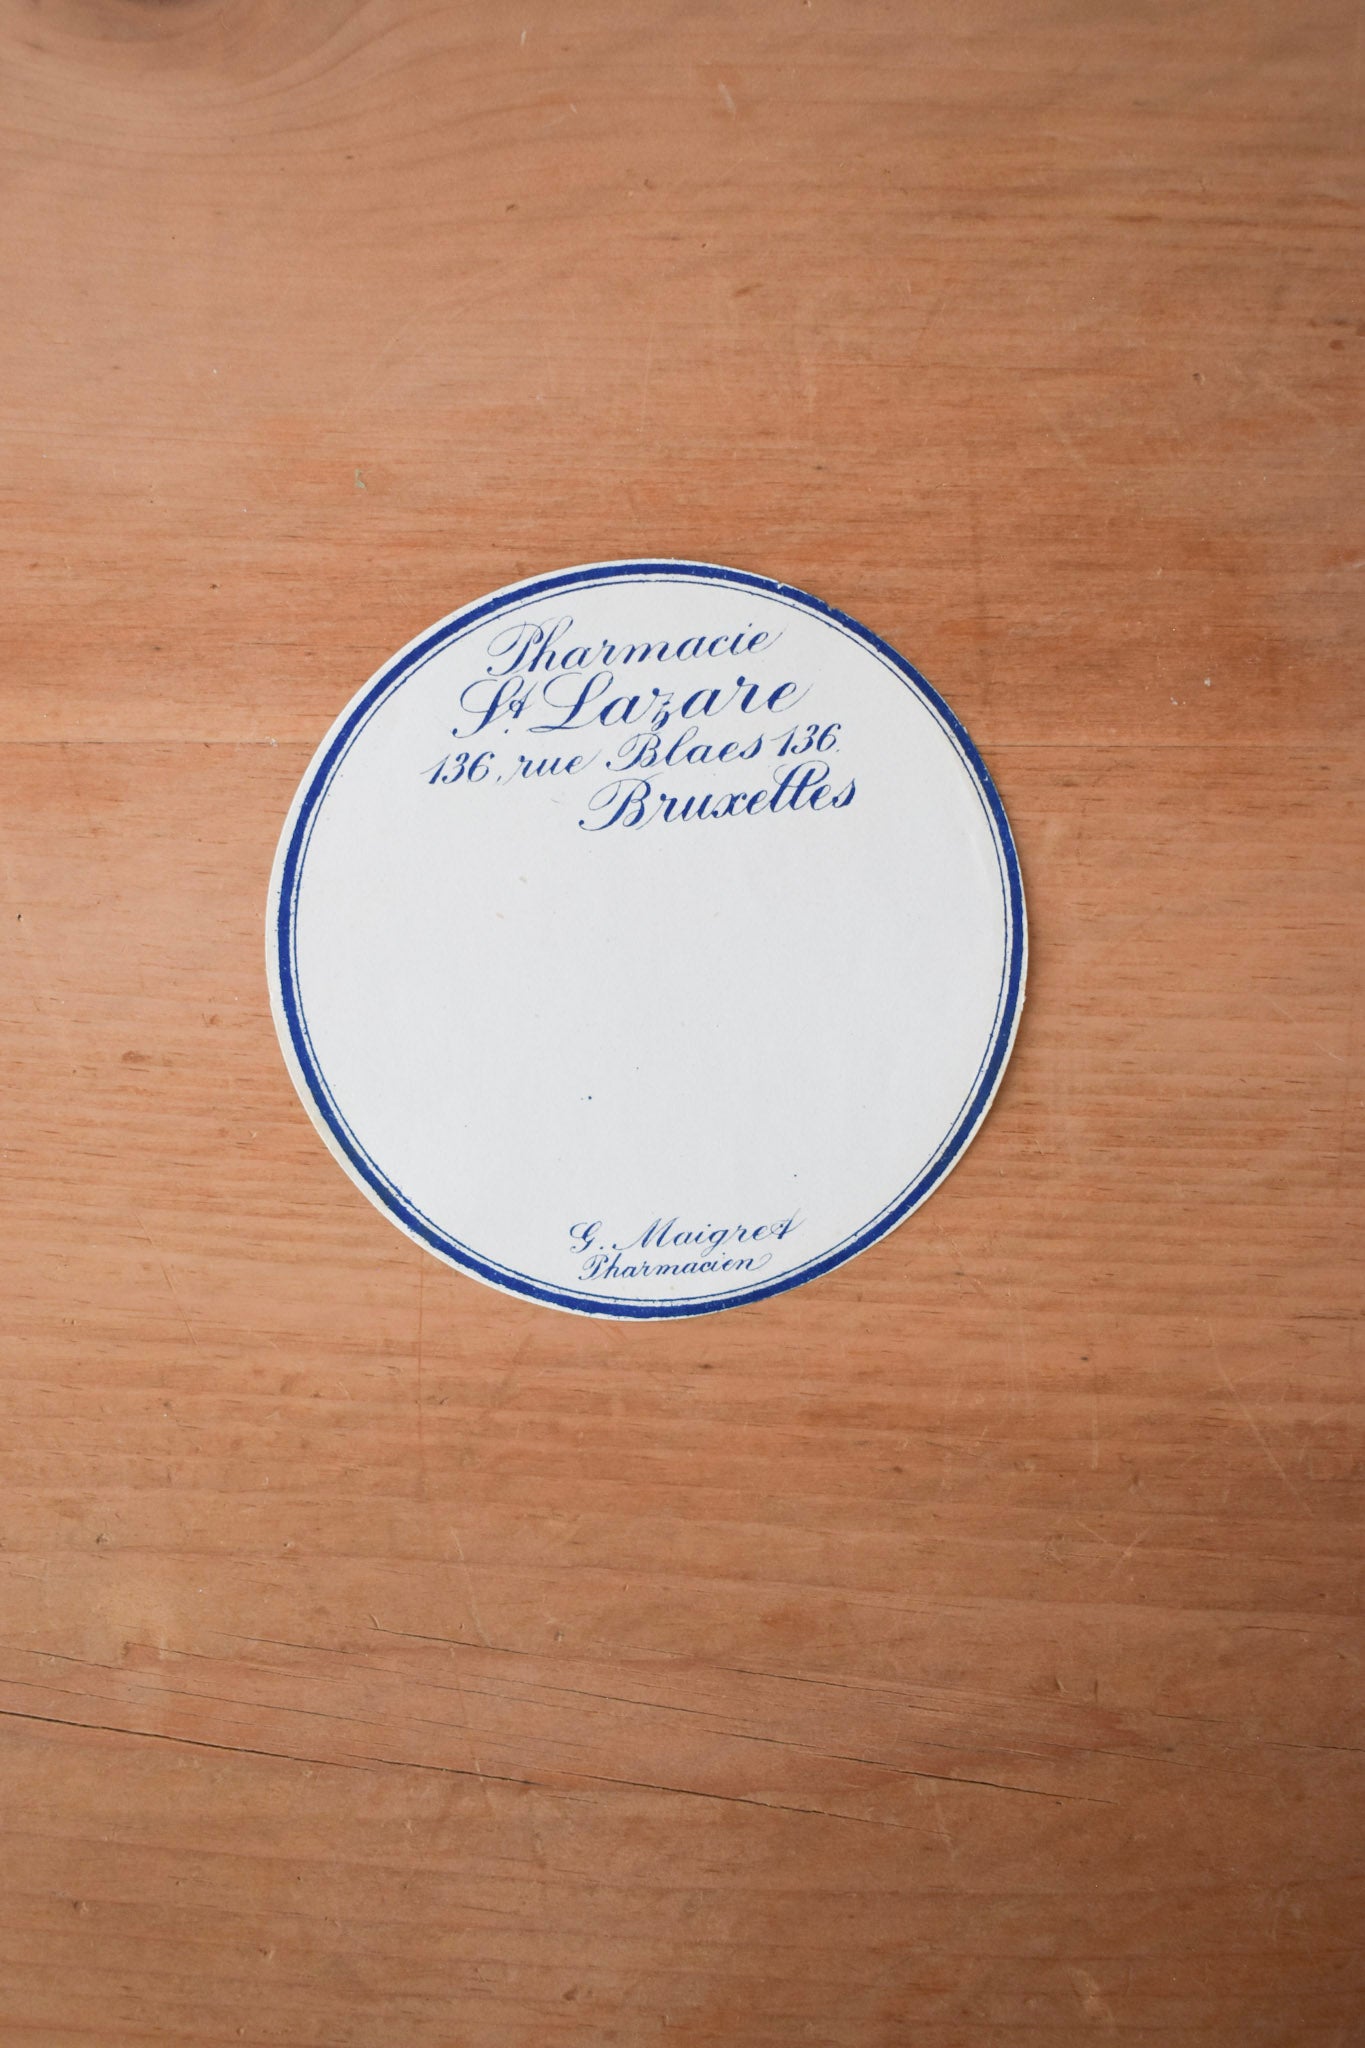 Pharmacie
St. Lazare
136, rue Blaes 136.
Bruxelles
G. Maigret
Pharmacien